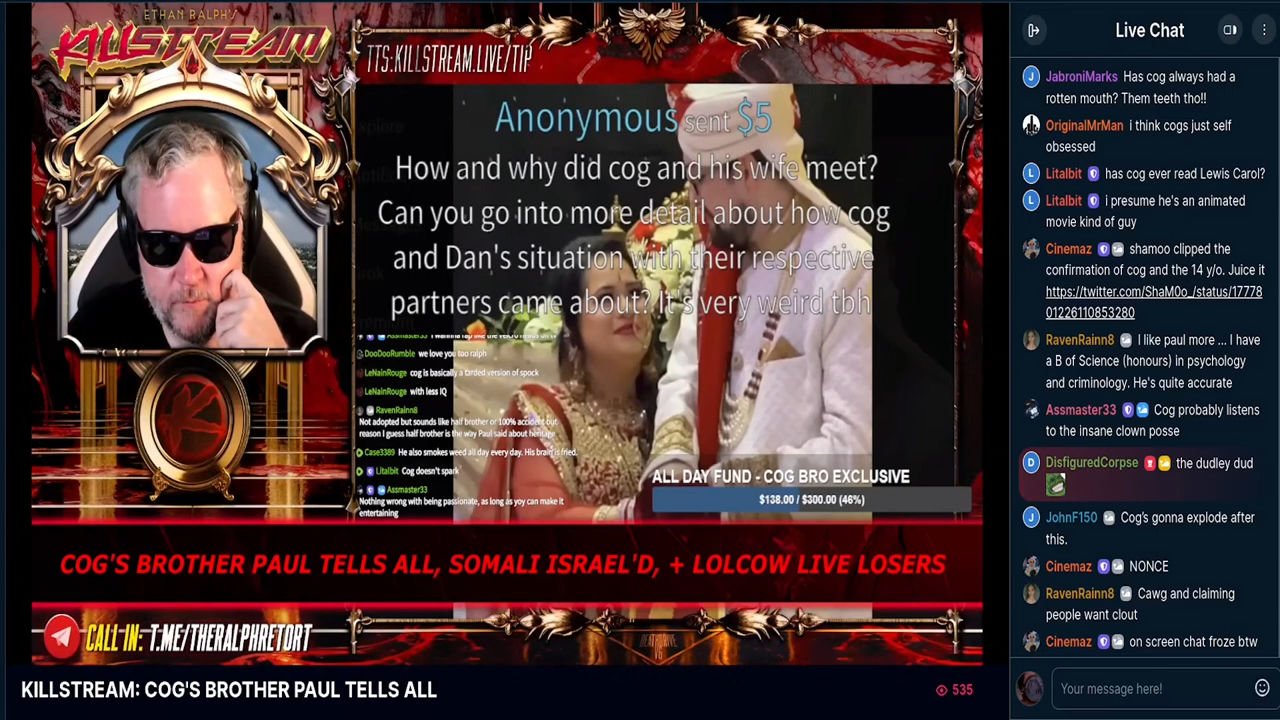 ETHAN RALPH'S
KILLSTREAM
TTS:KILLSTREAM.LIVE/TIP
Anonymous sent $5
How and why did cog and his wife meet?
Can you go into more detail about how cog
and Dan's situation with their respective
partners came about? It's very weird tbh
DooDooRumble we love you too ralph
LeNainRouge cog is basically a tarded version of spock
LeNainRouge with less IQ
RavenRainn8
Not adopted but sounds like half brother or 100% accident but
reason I guess half brother is the way Paul said about heritage
Case3389 He also smokes weed all day every day. His brain is fried.
Litalbit Cog doesn't spark
Assmaster33
Nothing wrong with being passionate, as long as yoy can make it
entertaining
ALL DAY FUND - COG BRO EXCLUSIVE
$138.00 / $300.00 (46%)
COG'S BROTHER PAUL TELLS ALL, SOMALI ISRAEL'D, + LOLCOW LIVE LOSERS
CALL IN: T.ME/THERALPHRETORT
KILLSTREAM: COG'S BROTHER PAUL TELLS ALL
535
Live Chat
JabroniMarks Has cog always had a
rotten mouth? Them teeth tho!!
OriginalMrMan i think cogs just self
obsessed
Litalbit has cog ever read Lewis Carol?
Litalbit i presume he's an animated
movie kind of guy
Cinemaz shamoo clipped the
confirmation of cog and the 14 y/o. Juice it
https://twitter.com/ShaM0o_/status/17778
01226110853280
RavenRainn8 I like paul more ... I have
a B of Science (honours) in psychology
and criminology. He's quite accurate
Assmaster33 Cog probably listens
to the insane clown posse
DisfiguredCorpse the dudley dud
JohnF150 Cog's gonna explode after
this.
Cinemaz NONCE
RavenRainn8 Cawg and claiming
people want clout
Cinemaz on screen chat froze btw
Your message here!